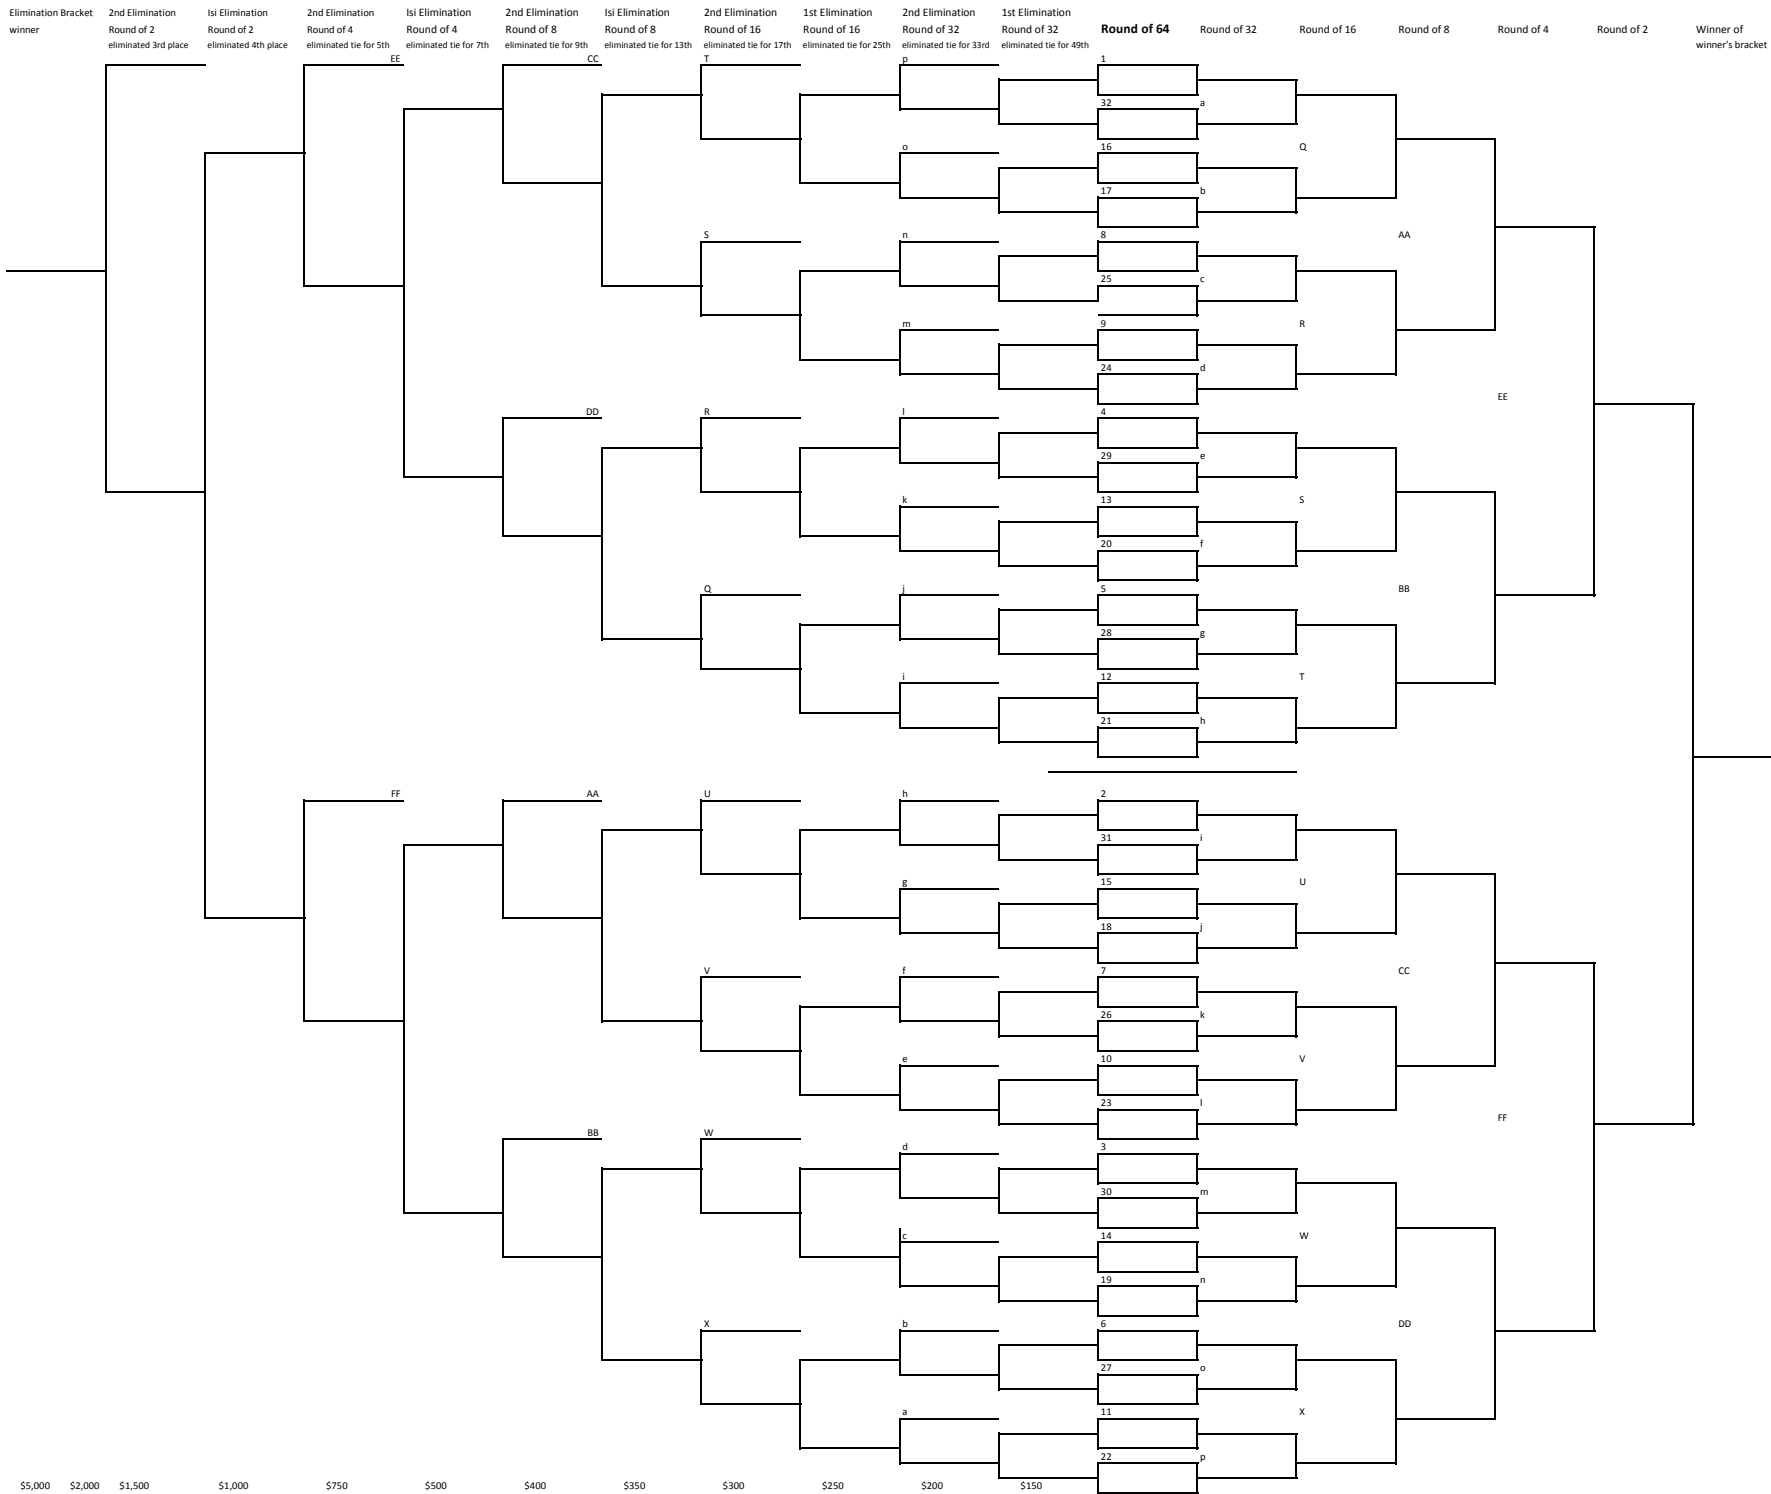 Elimination Bracket 2nd Elimination Isi Elimination 2nd Elimination Isi Elimination 2nd Elimination Isi Elimination 2nd Elimination 1st Elimination 2nd Elimination 1st Elimination
winner Round of 2 Round of 2 Round of 4 Round of 4 Round of 8 Round of 8 Round of 16 Round of 16 Round of 32 Round of 32 Round of 64 Round of 32 Round of 16 Round of 8 Round of 4 Round of 2 Winner of
eliminated 3rd place eliminated 4th place eliminated tie for 5th eliminated tie for 7th eliminated tie for 9th eliminated tie for 13th eliminated tie for 17th eliminated tie for 25th eliminated tie for 33rd eliminated tie for 49th winner's bracket
EE CC T p 1
32 a
o 16 Q
17 b
S n 8 AA
25 c
m 9 R
24 d
EE
DD R l 4
29 e
k 13 S
20 f
Q j 5 BB
28 g
i 12 T
21 h
FF AA U h 2
31 i
g 15 U
18 j
V f 7 CC
26 k
e 10 V
23 l
FF
BB W d 3
30 m
c 14 W
19 n
X b 6 DD
27 o
a 11 X
22 p
$5,000 $2,000 $1,500 $1,000 $750 $500 $400 $350 $300 $250 $200 $150